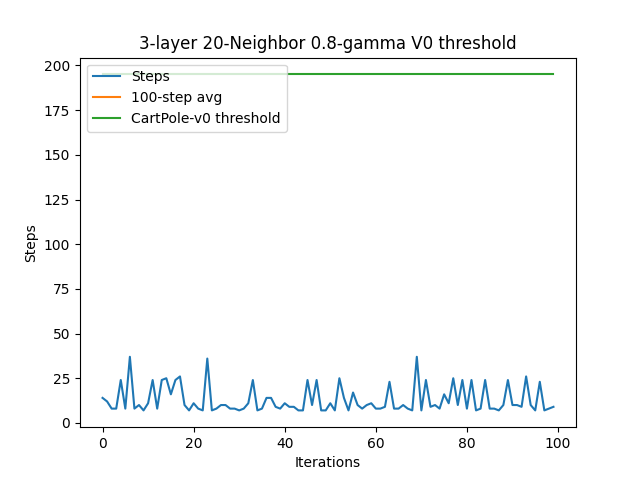 3-layer 20-Neighbor 0.8-gamma V0 threshold
200
175
150
125
100
75
50
25
0
Steps
Steps
100-step avg
CartPole-v0 threshold
0 20 40 60 80 100
Iterations